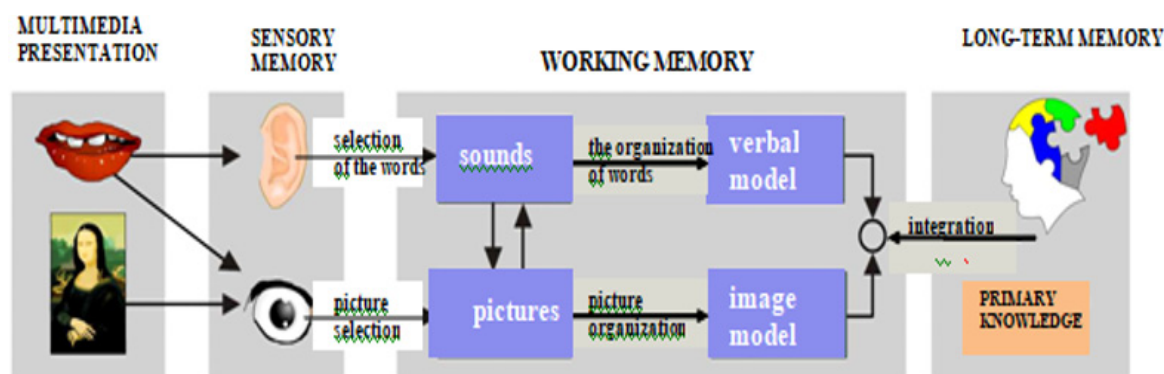 MULTIMEDIA
PRESENTATION
SENSORY
MEMORY
WORKING MEMORY
LONG-TERM MEMORY
selection
of the words
sounds
the organization
of words
verbal
model
integration
picture
selection
pictures
picture
organization
image
model
PRIMARY
KNOWLEDGE